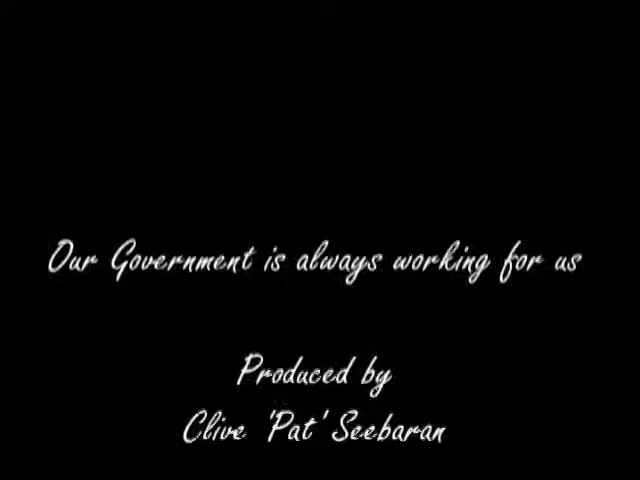 Our Government is always working for us
Produced by
Clive 'Pat' Seebaran